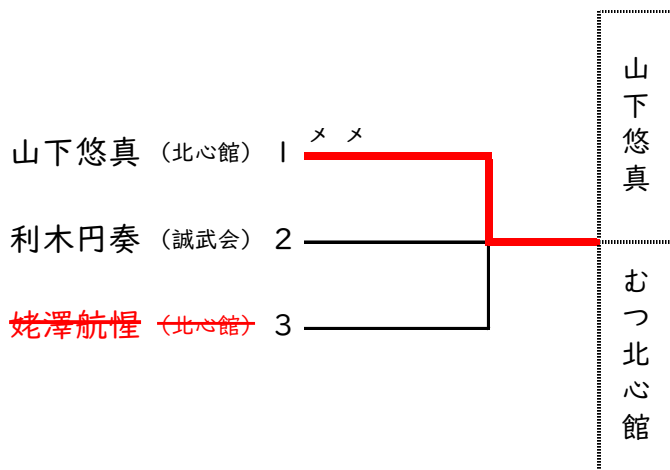 山下悠真 (北心館) 1 メ メ
利木円奏 (誠武会) 2
姥澤航惺 (北心館) 3
山下悠真
むつ北心館